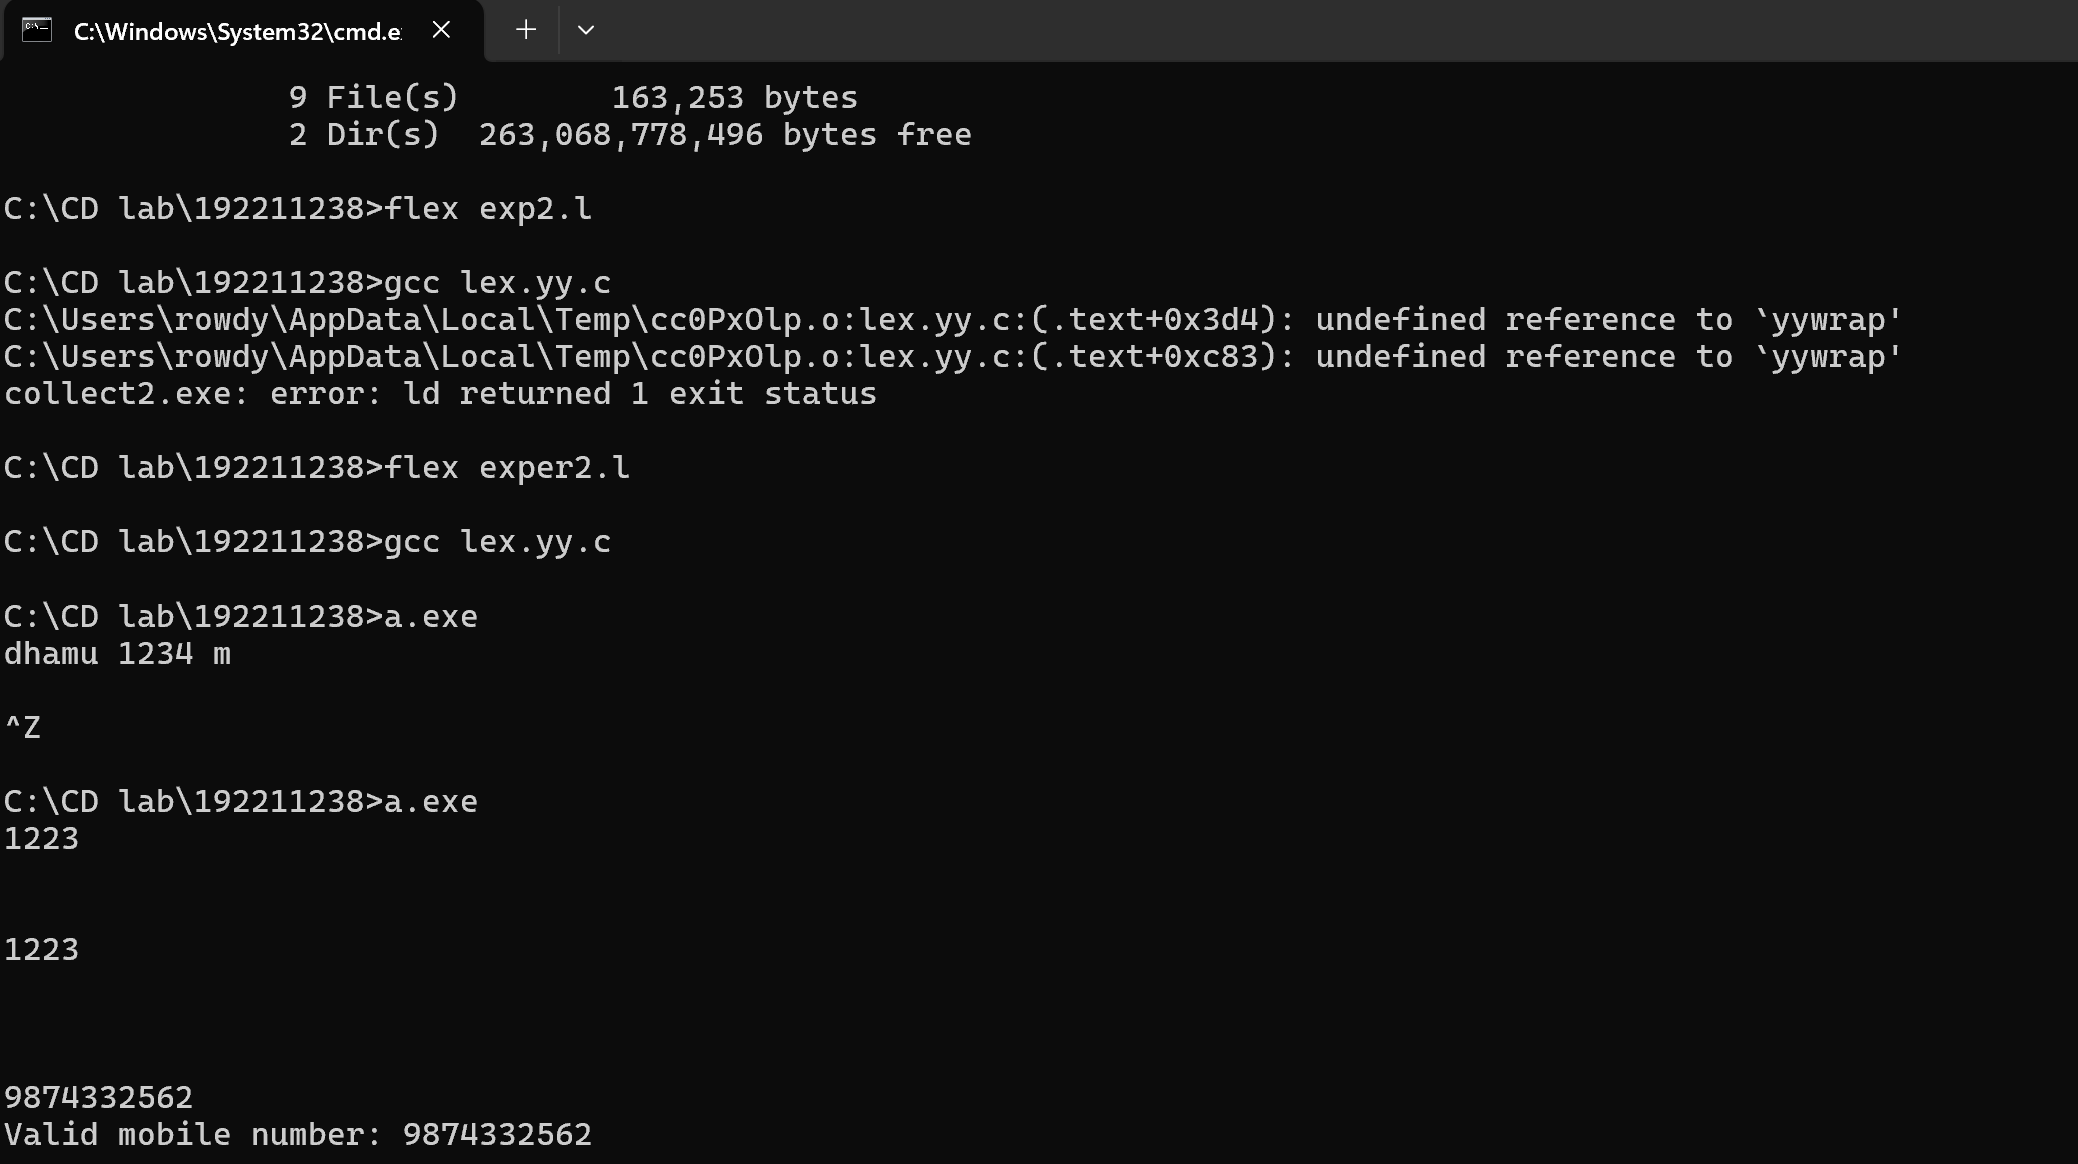 C:\Windows\System32\cmd.e
9 File(s) 163,253 bytes
2 Dir(s) 263,068,778,496 bytes free
C:\CD lab\192211238>flex exp2.l
C:\CD lab\192211238>gcc lex.yy.c
C:\Users\rowdy\AppData\Local\Temp\cc0PxOlp.o:lex.yy.c:(.text+0x3d4): undefined reference to `yywrap'
C:\Users\rowdy\AppData\Local\Temp\cc0PxOlp.o:lex.yy.c:(.text+0xc83): undefined reference to `yywrap'
collect2.exe: error: ld returned 1 exit status
C:\CD lab\192211238>flex exper2.l
C:\CD lab\192211238>gcc lex.yy.c
C:\CD lab\192211238>a.exe
dhamu 1234 m
^Z
C:\CD lab\192211238>a.exe
1223
1223
9874332562
Valid mobile number: 9874332562